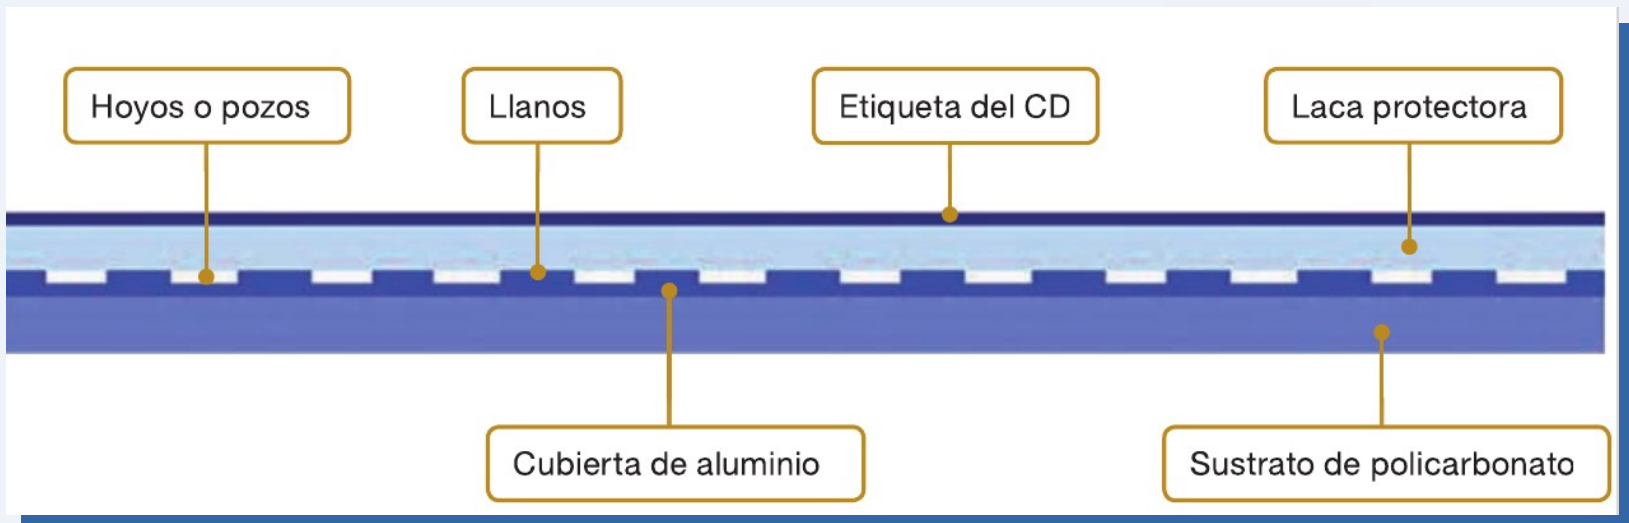 Hoyos o pozos
Llanos
Etiqueta del CD
Laca protectora
Cubierta de aluminio
Sustrato de policarbonato